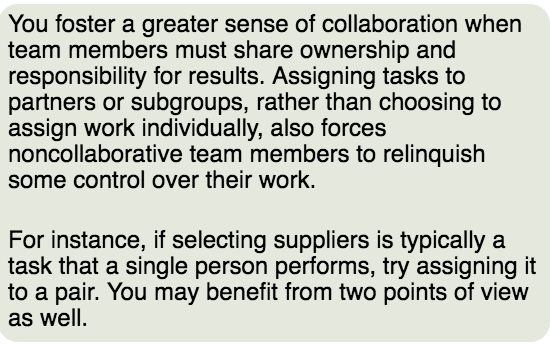 You foster a greater sense of collaboration when
team members must share ownership and
responsibility for results. Assigning tasks to
partners or subgroups, rather than choosing to
assign work individually, also forces
noncollaborative team members to relinquish
some control over their work.
For instance, if selecting suppliers is typically a
task that a single person performs, try assigning it
to a pair. You may benefit from two points of view
as well.